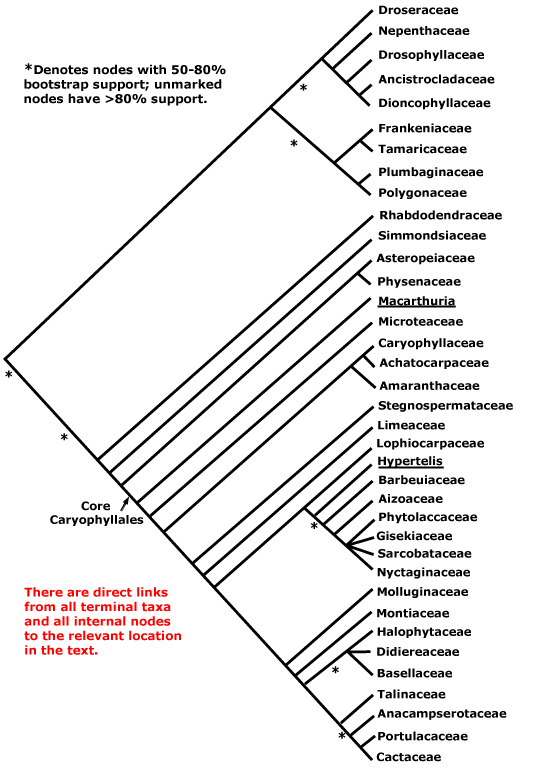 Droseraceae
Nepenthaceae
Drosophyllaceae
*Denotes nodes with 50-80%
bootstrap support; unmarked
nodes have >80% support.
Ancistrocladaceae
Dioncophyllaceae
*
Frankeniaceae
*
Tamaricaceae
Plumbaginaceae
Polygonaceae
Rhabdodendraceae
Simmondsiaceae
Asteropeiaceae
Physenaceae
Macarthuria
Microteaceae
Caryophyllaceae
Achatocarpaceae
*
Amaranthaceae
Stegnospermataceae
Limeaceae
*
Lophiocarpaceae
Hypertelis
Barbeuiaceae
Aizoaceae
Core
Caryophyllales
Phytolaccaceae
*
Gisekiaceae
Sarcobataceae
Nyctaginaceae
There are direct links
from all terminal taxa
and all internal nodes
to the relevant location
in the text.
Molluginaceae
Montiaceae
Halophytaceae
Didiereaceae
*
Basellaceae
Talinaceae
Anacampserotaceae
*
Portulacaceae
Cactaceae